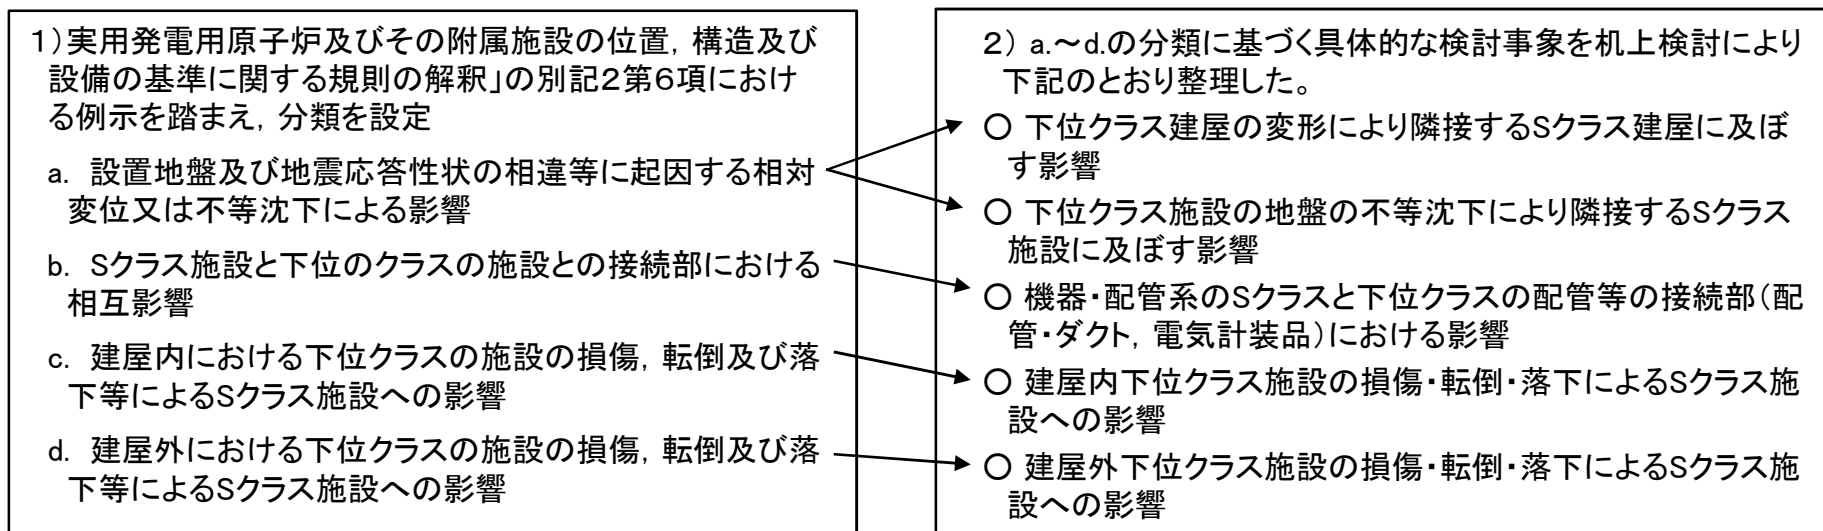 1)実用発電用原子炉及びその附属施設の位置,構造及び
設備の基準に関する規則の解釈」の別記2第6項におけ
る例示を踏まえ,分類を設定
a. 設置地盤及び地震応答性状の相違等に起因する相対
変位又は不等沈下による影響
b. Sクラス施設と下位のクラスの施設との接続部における
相互影響
c. 建屋内における下位クラスの施設の損傷,転倒及び落
下等によるSクラス施設への影響
d. 建屋外における下位クラスの施設の損傷,転倒及び落
下等によるSクラス施設への影響
2) a.~d.の分類に基づく具体的な検討事象を机上検討により
下記のとおり整理した。
○ 下位クラス建屋の変形により隣接するSクラス建屋に及ぼ
す影響
○ 下位クラス施設の地盤の不等沈下により隣接するSクラス
施設に及ぼす影響
○ 機器・配管系のSクラスと下位クラスの配管等の接続部(配
管・ダクト,電気計装品)における影響
○ 建屋内下位クラス施設の損傷・転倒・落下によるSクラス施
設への影響
○ 建屋外下位クラス施設の損傷・転倒・落下によるSクラス施
設への影響